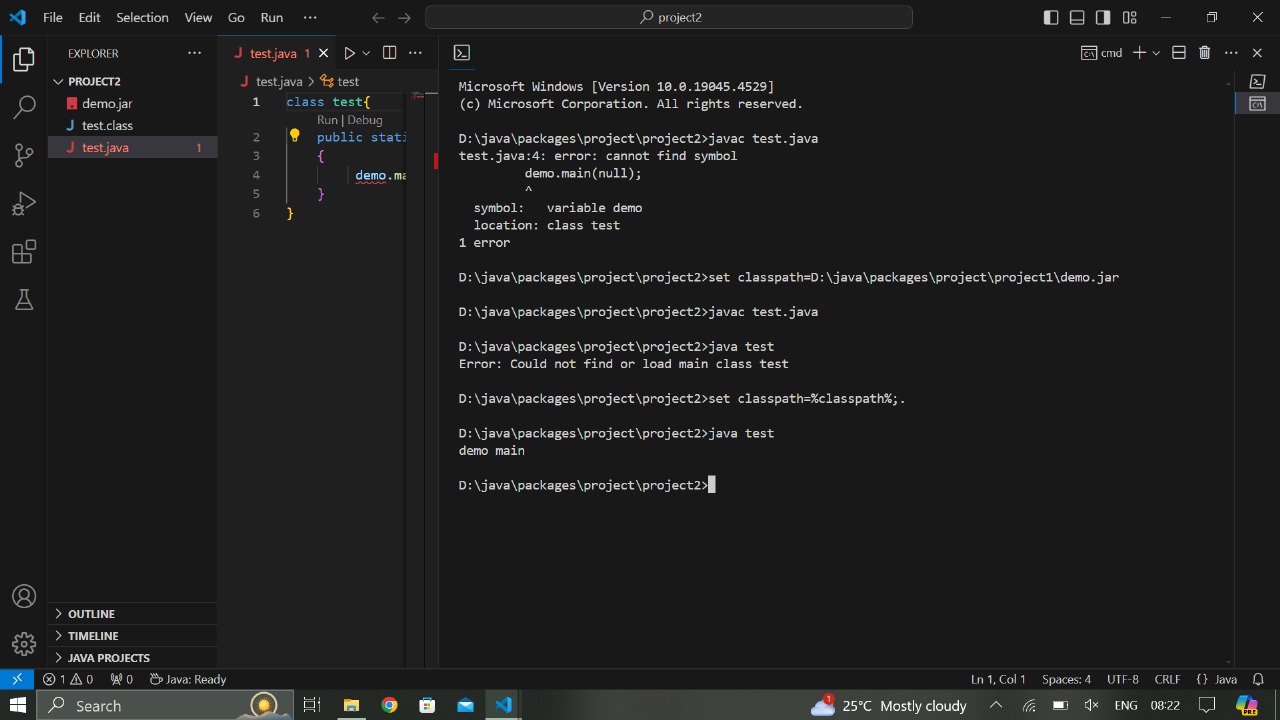 File Edit Selection View Go Run ··· project2
EXPLORER ···
PROJECT2
demo.jar
test.class
test.java 1
OUTLINE
TIMELINE
JAVA PROJECTS
test.java 1
test.java > test
1 class test{
Run | Debug
2 public stati
3 {
4 demo.ma
5 }
6 }
cmd
Microsoft Windows [Version 10.0.19045.4529]
(c) Microsoft Corporation. All rights reserved.
D:\java\packages\project\project2>javac test.java
test.java:4: error: cannot find symbol
demo.main(null);
^
symbol:   variable demo
location: class test
1 error
D:\java\packages\project\project2>set classpath=D:\java\packages\project\project1\demo.jar
D:\java\packages\project\project2>javac test.java
D:\java\packages\project\project2>java test
Error: Could not find or load main class test
D:\java\packages\project\project2>set classpath=%classpath%;.
D:\java\packages\project\project2>java test
demo main
D:\java\packages\project\project2>
1 0 0 Java: Ready Ln 1, Col 1 Spaces: 4 UTF-8 CRLF {} Java
Search 1 25°C Mostly cloudy ENG 08:22 PRE